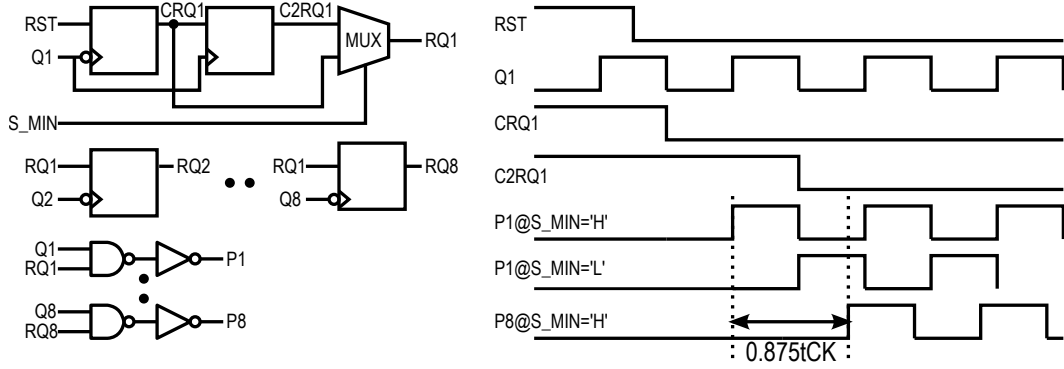 CRQ1
C2RQ1
RST
MUX
RQ1
Q1
S_MIN
RQ1
RQ2
Q2
RQ1
RQ8
Q8
Q1
RQ1
P1
Q8
RQ8
P8
RST
Q1
CRQ1
C2RQ1
P1@S_MIN='H'
P1@S_MIN='L'
P8@S_MIN='H'
0.875tCK